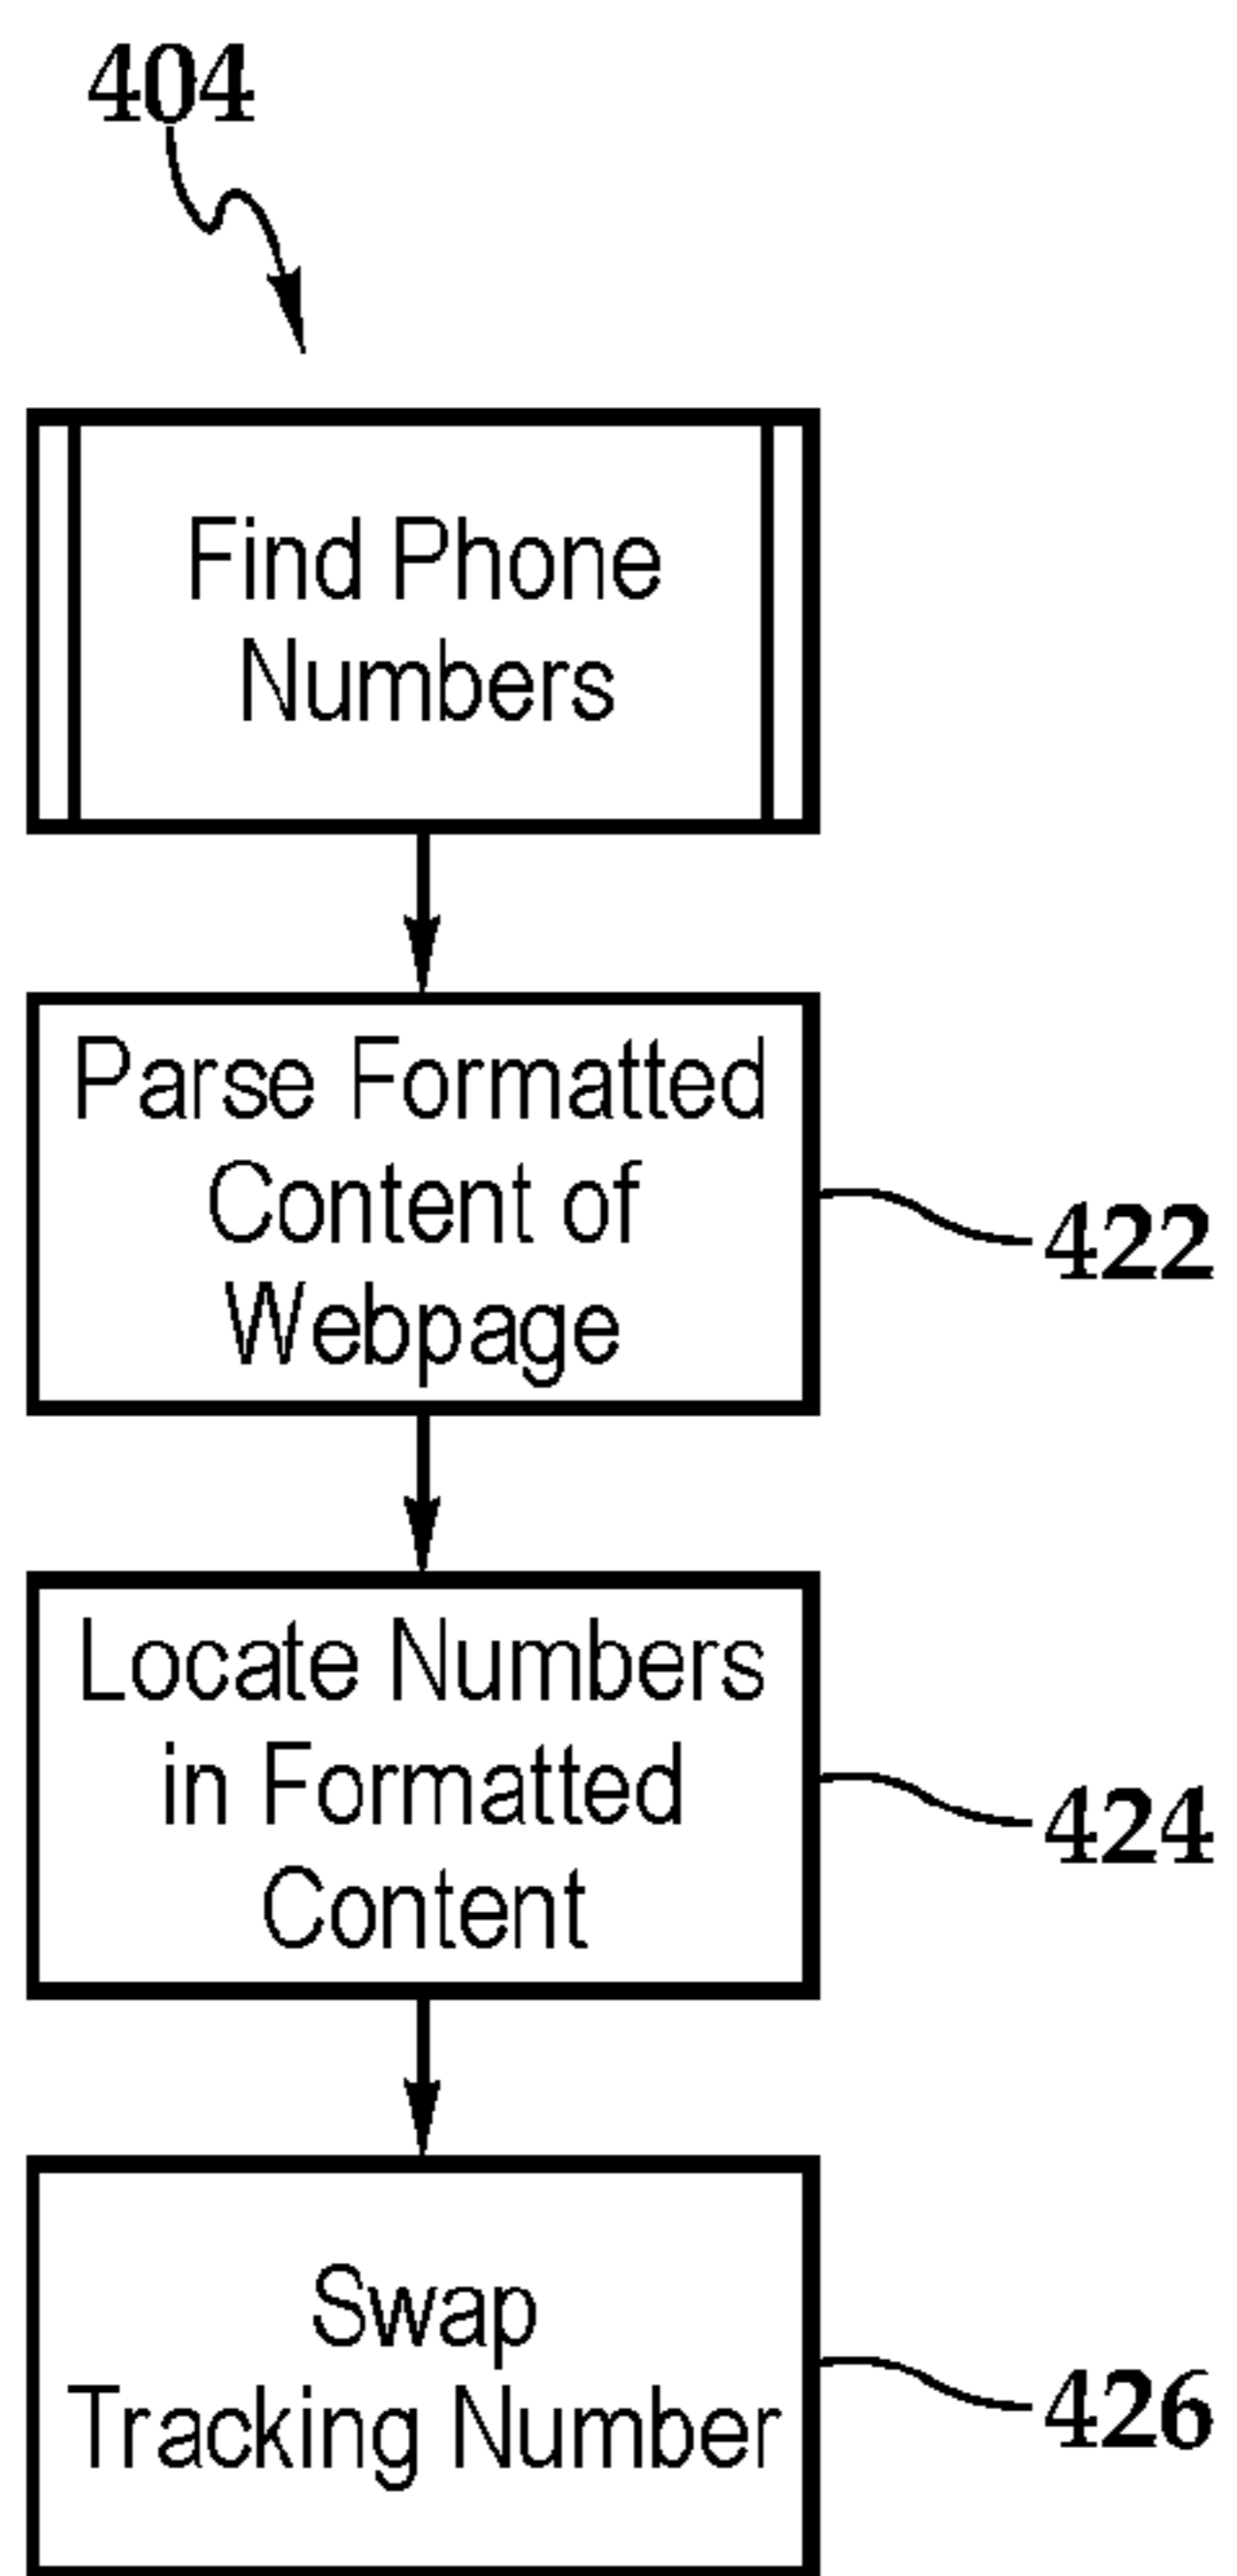 404
Find Phone
Numbers
Parse Formatted
Content of
Webpage
422
Locate Numbers
in Formatted
Content
424
Swap
Tracking Number
426